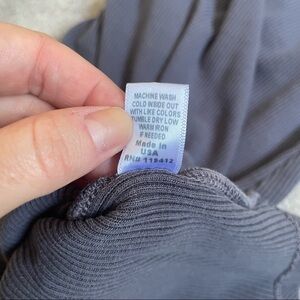 MACHINE WASH
COLD INSIDE OUT
WITH LIKE COLORS
TUMBLE DRY LOW
WARM IRON
IF NEEDED
Made In
USA
RN# 119412